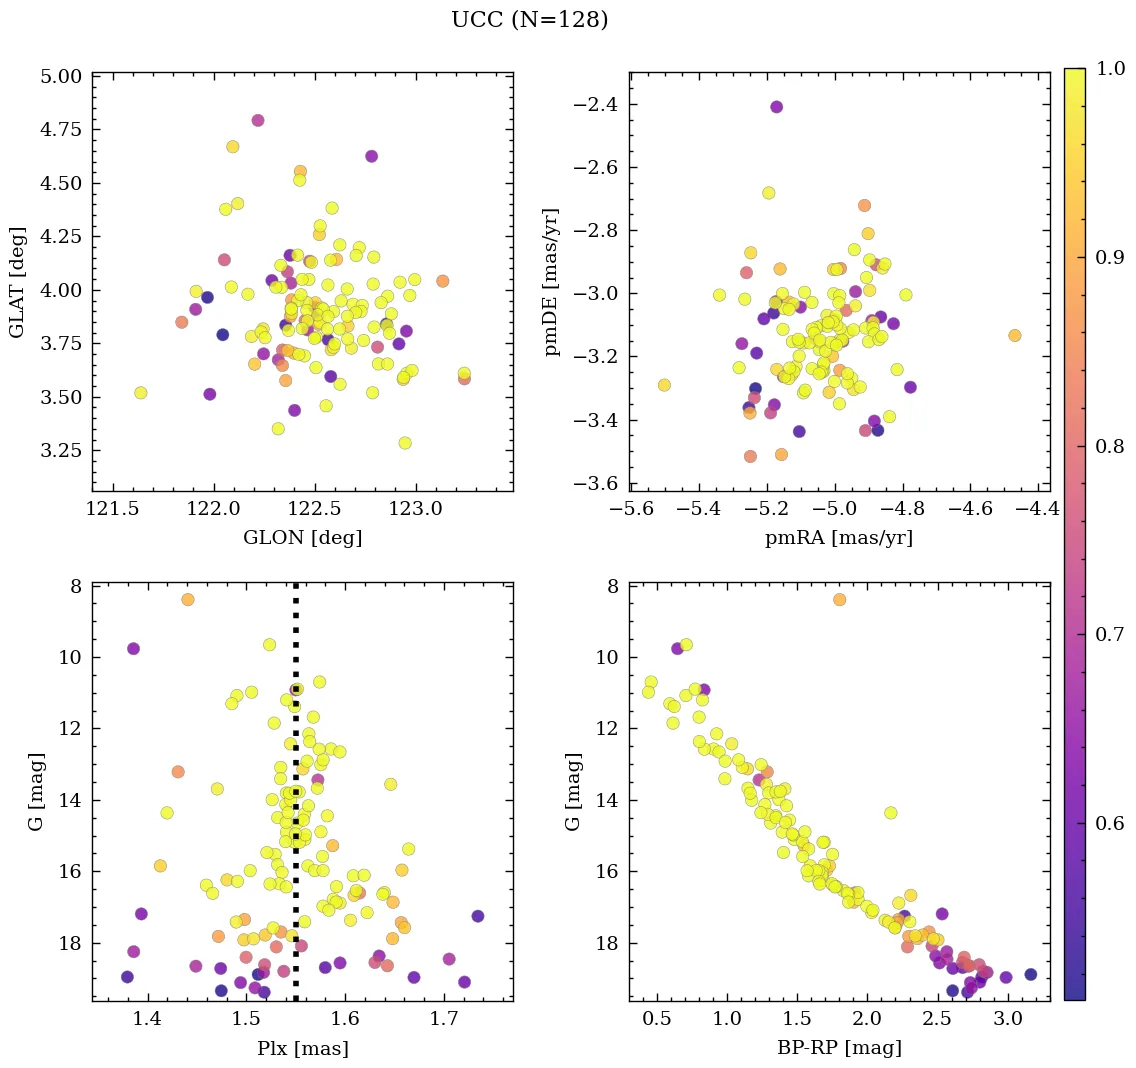 UCC (N=128)
5.00
4.75
4.50
4.25
4.00
3.75
3.50
3.25
GLAT [deg]
121.5 122.0 122.5 123.0
GLON [deg]
−2.4
−2.6
−2.8
−3.0
−3.2
−3.4
−3.6
pmDE [mas/yr]
−5.6 −5.4 −5.2 −5.0 −4.8 −4.6 −4.4
pmRA [mas/yr]
1.0
0.9
0.8
0.7
0.6
8
10
12
14
16
18
G [mag]
1.4 1.5 1.6 1.7
Plx [mas]
8
10
12
14
16
18
G [mag]
0.5 1.0 1.5 2.0 2.5 3.0
BP-RP [mag]